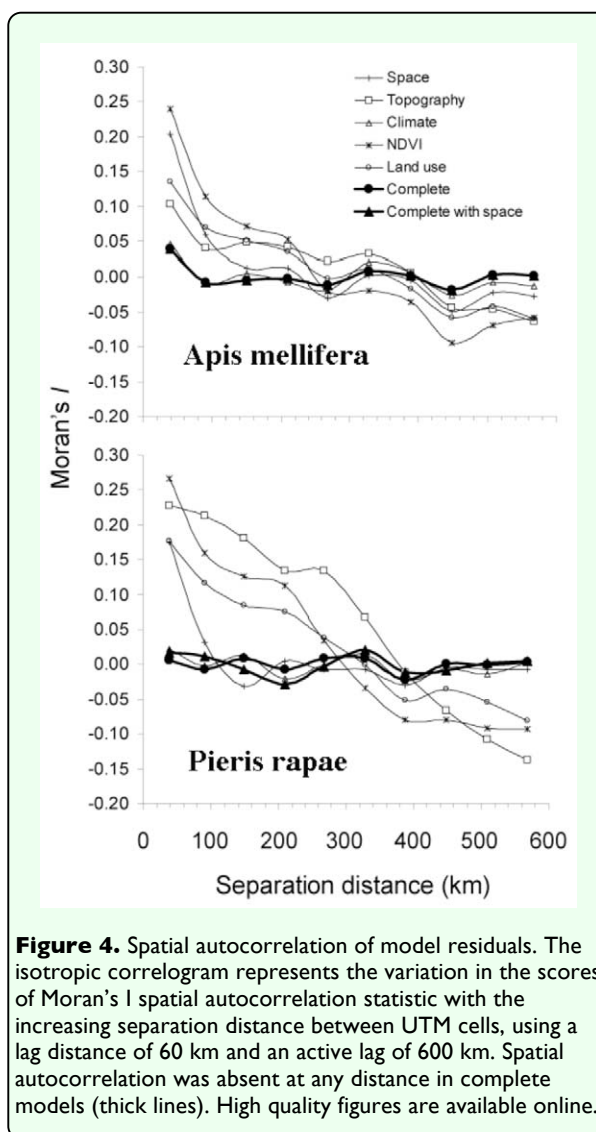 0.30
0.25
0.20
0.15
0.10
0.05
0.00
-0.05
-0.10
-0.15
-0.20
Space
Topography
Climate
NDVI
Land use
Complete
Complete with space
Apis mellifera
Moran's I
0.30
0.25
0.20
0.15
0.10
0.05
0.00
-0.05
-0.10
-0.15
-0.20
Pieris rapae
0 100 200 300 400 500 600
Separation distance (km)
Figure 4. Spatial autocorrelation of model residuals. The
isotropic correlogram represents the variation in the scores
of Moran's I spatial autocorrelation statistic with the
increasing separation distance between UTM cells, using a
lag distance of 60 km and an active lag of 600 km. Spatial
autocorrelation was absent at any distance in complete
models (thick lines). High quality figures are available online.